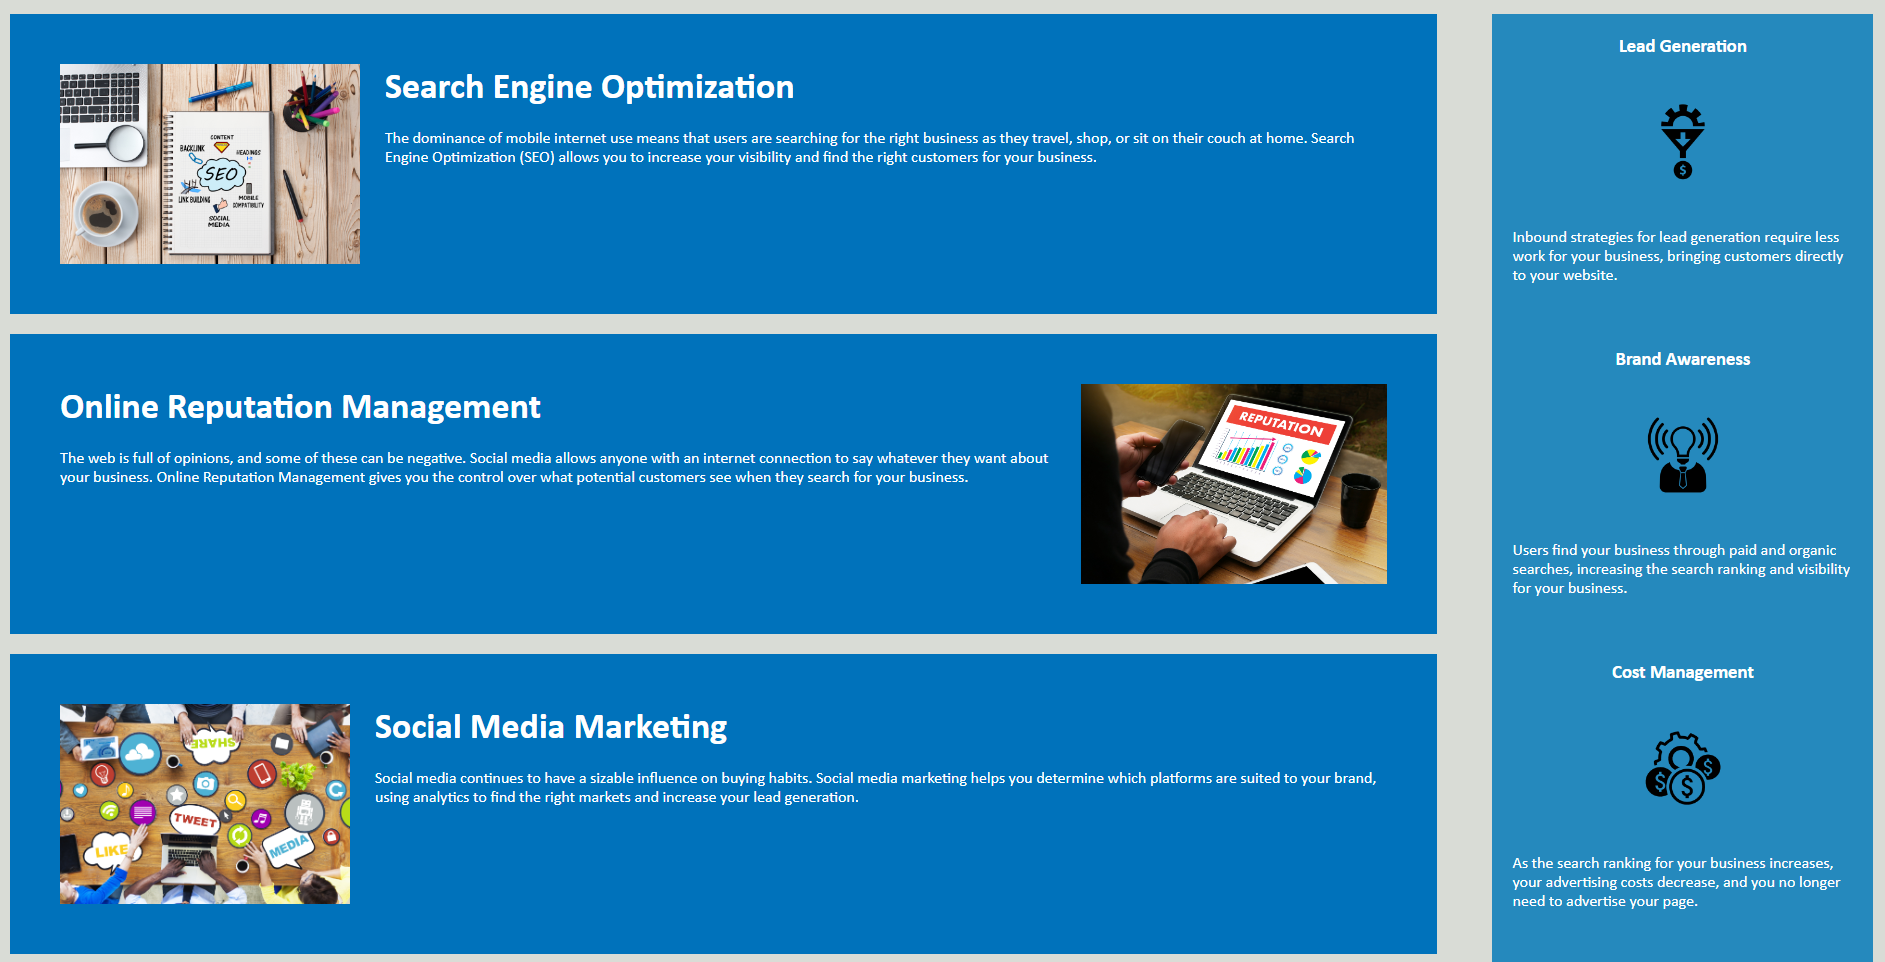 Search Engine Optimization
The dominance of mobile internet use means that users are searching for the right business as they travel, shop, or sit on their couch at home. Search
Engine Optimization (SEO) allows you to increase your visibility and find the right customers for your business.
CONTENT
BACKLINK
HEADINGS
SEO
LINK BUILDING
MOBILE
COMPATIBILITY
SOCIAL
MEDIA
Online Reputation Management
The web is full of opinions, and some of these can be negative. Social media allows anyone with an internet connection to say whatever they want about
your business. Online Reputation Management gives you the control over what potential customers see when they search for your business.
REPUTATION
Social Media Marketing
Social media continues to have a sizable influence on buying habits. Social media marketing helps you determine which platforms are suited to your brand,
using analytics to find the right markets and increase your lead generation.
SHARE
TWEET
LIKE
MEDIA
Lead Generation
$
Inbound strategies for lead generation require less
work for your business, bringing customers directly
to your website.
Brand Awareness
Users find your business through paid and organic
searches, increasing the search ranking and visibility
for your business.
Cost Management
$ $ $
As the search ranking for your business increases,
your advertising costs decrease, and you no longer
need to advertise your page.